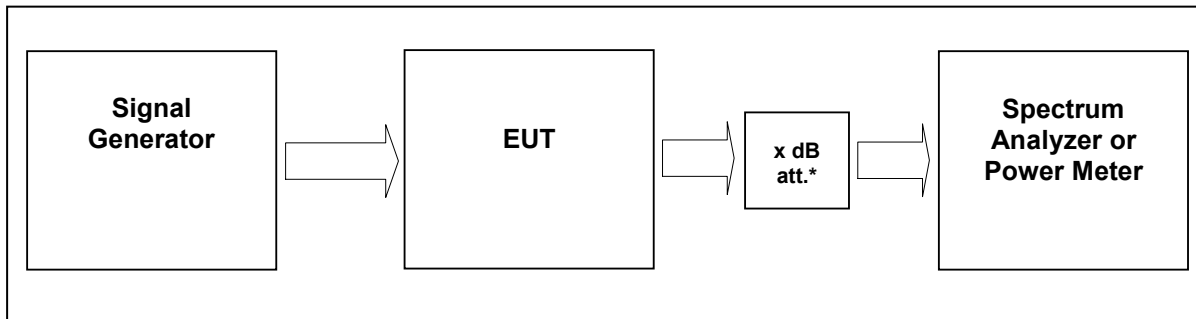 Signal
Generator
EUT
x dB
att.*
Spectrum
Analyzer or
Power Meter